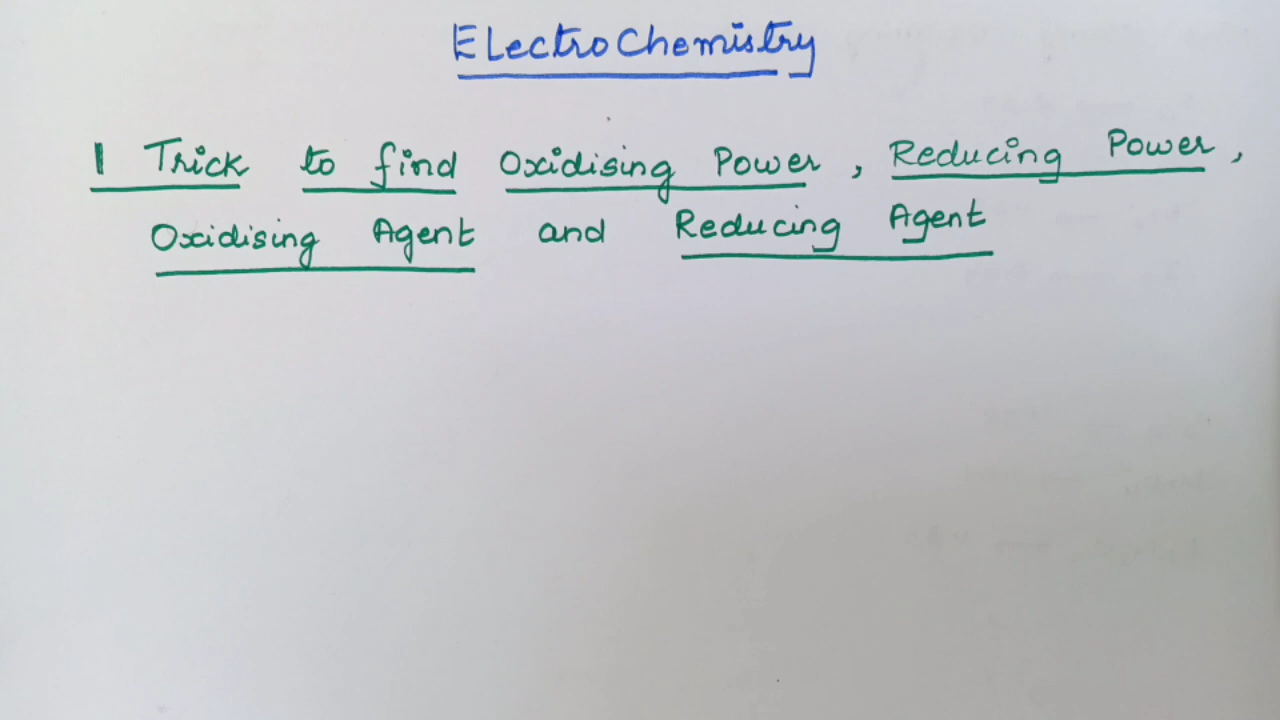 ElectroChemistry
1 Trick to find Oxidising Power, Reducing Power,
Oxidising Agent and Reducing Agent